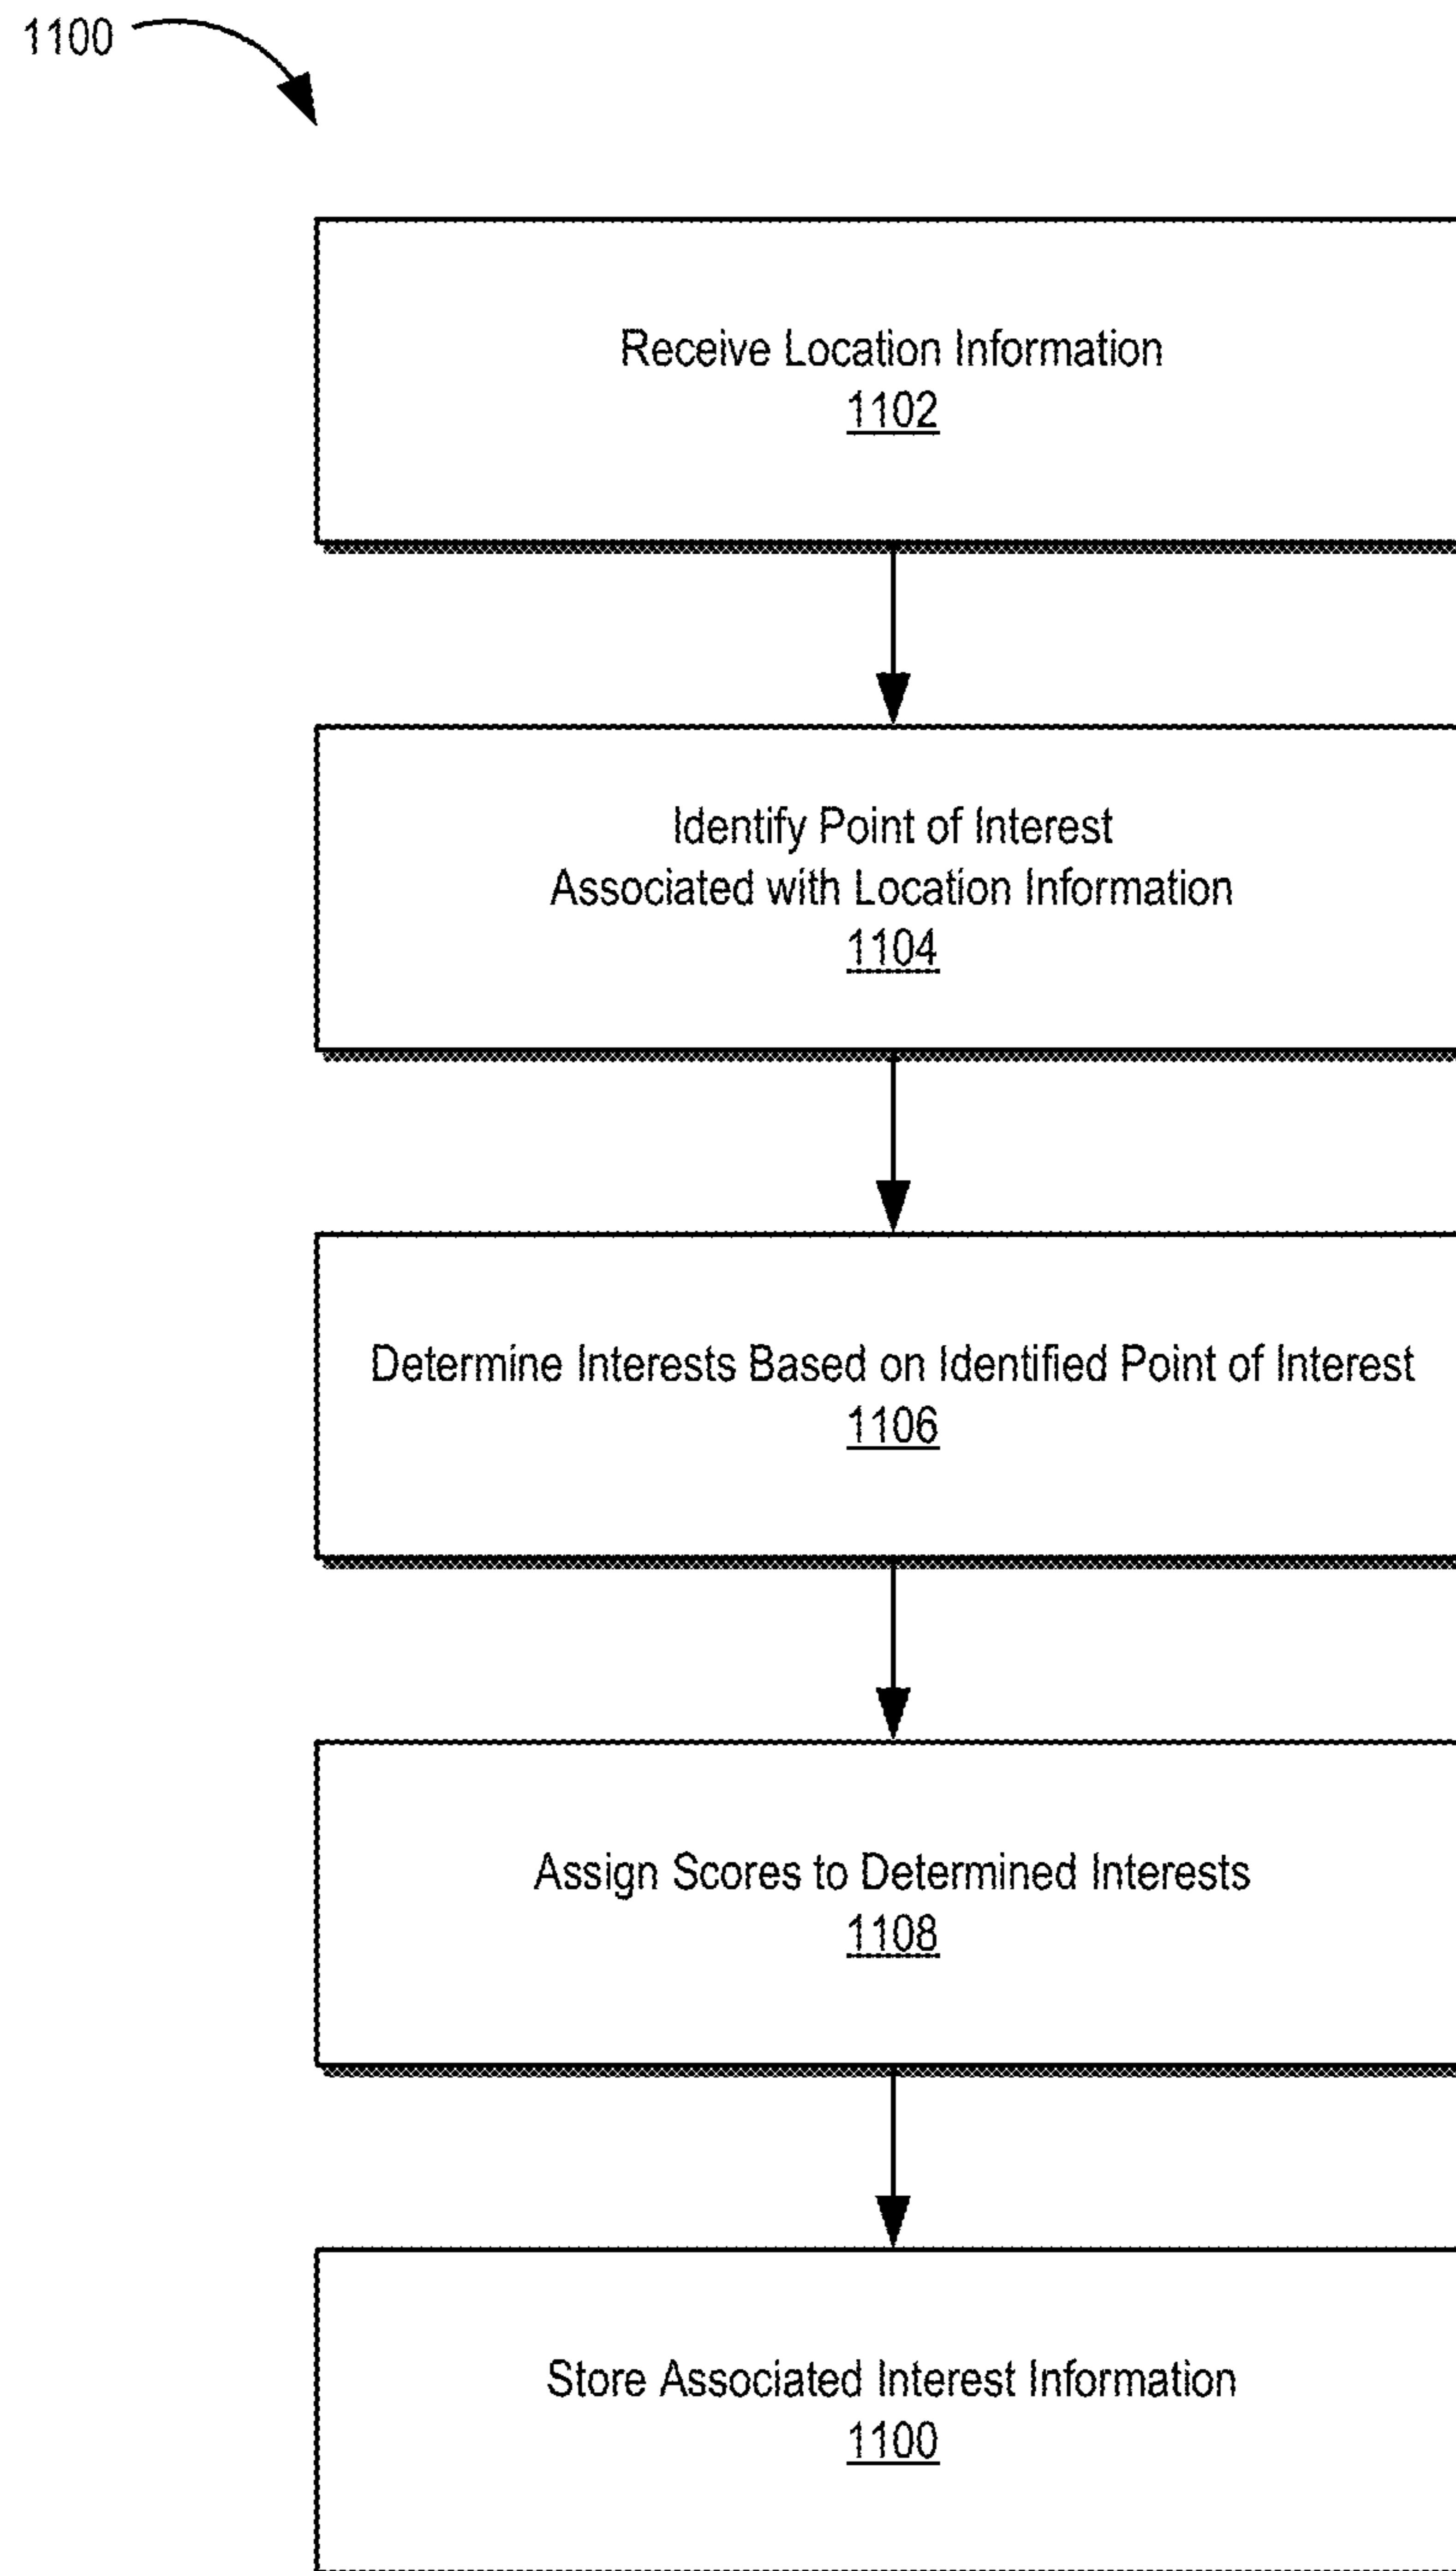 1100
Receive Location Information
1102
Identify Point of Interest
Associated with Location Information
1104
Determine Interests Based on Identified Point of Interest
1106
Assign Scores to Determined Interests
1108
Store Associated Interest Information
1100